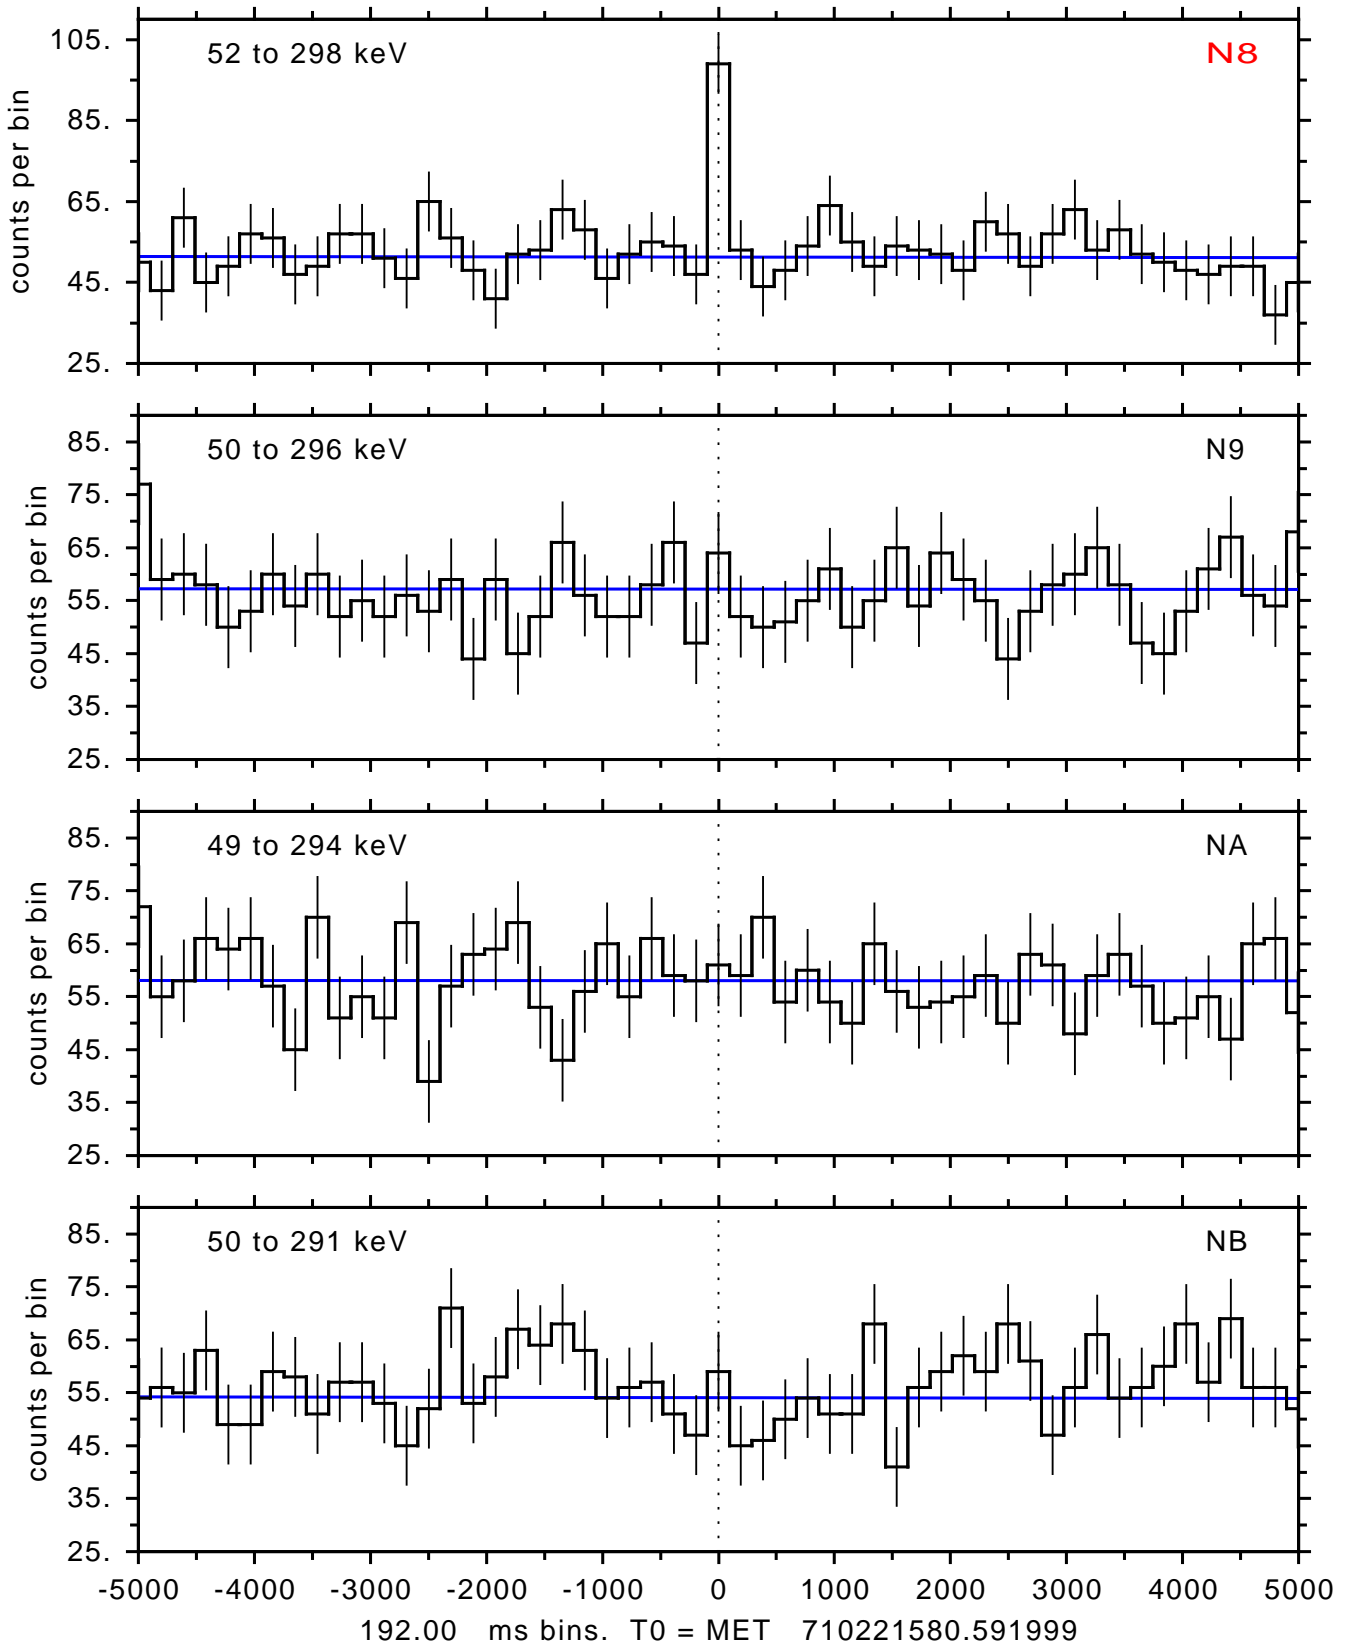 52 to 298 keV N8
105.
85.
65.
45.
25.
counts per bin
50 to 296 keV N9
85.
75.
65.
55.
45.
35.
25.
counts per bin
49 to 294 keV NA
85.
75.
65.
55.
45.
35.
25.
counts per bin
50 to 291 keV NB
85.
75.
65.
55.
45.
35.
25.
counts per bin
-5000 -4000 -3000 -2000 -1000 0 1000 2000 3000 4000 5000
192.00 ms bins. T0 = MET 710221580.591999